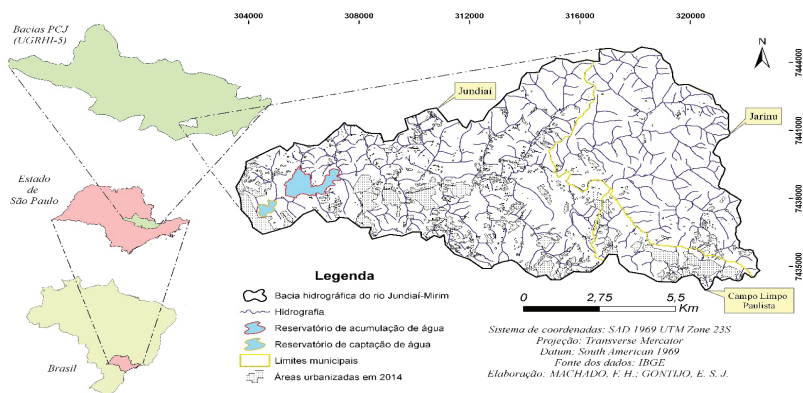 Bacias PCJ
(UGRHI-5)
Estado
de
São Paulo
Brasil
304000
308000
312000
316000
320000
N
7444000
7441000
7438000
7435000
Jundiaí
Jarinu
Campo Limpo
Paulista
Legenda
Bacia hidrográfica do rio Jundiaí-Mirim
Hidrografia
Reservatório de acumulação de água
Reservatório de captação de água
Limites municipais
Áreas urbanizadas em 2014
0
2,75
5,5
Km
Sistema de coordenadas: SAD 1969 UTM Zone 23S
Projeção: Transverse Mercator
Datum: South American 1969
Fonte dos dados: IBGE
Elaboração: MACHADO, F. H.; GONTIJO, E. S. J.